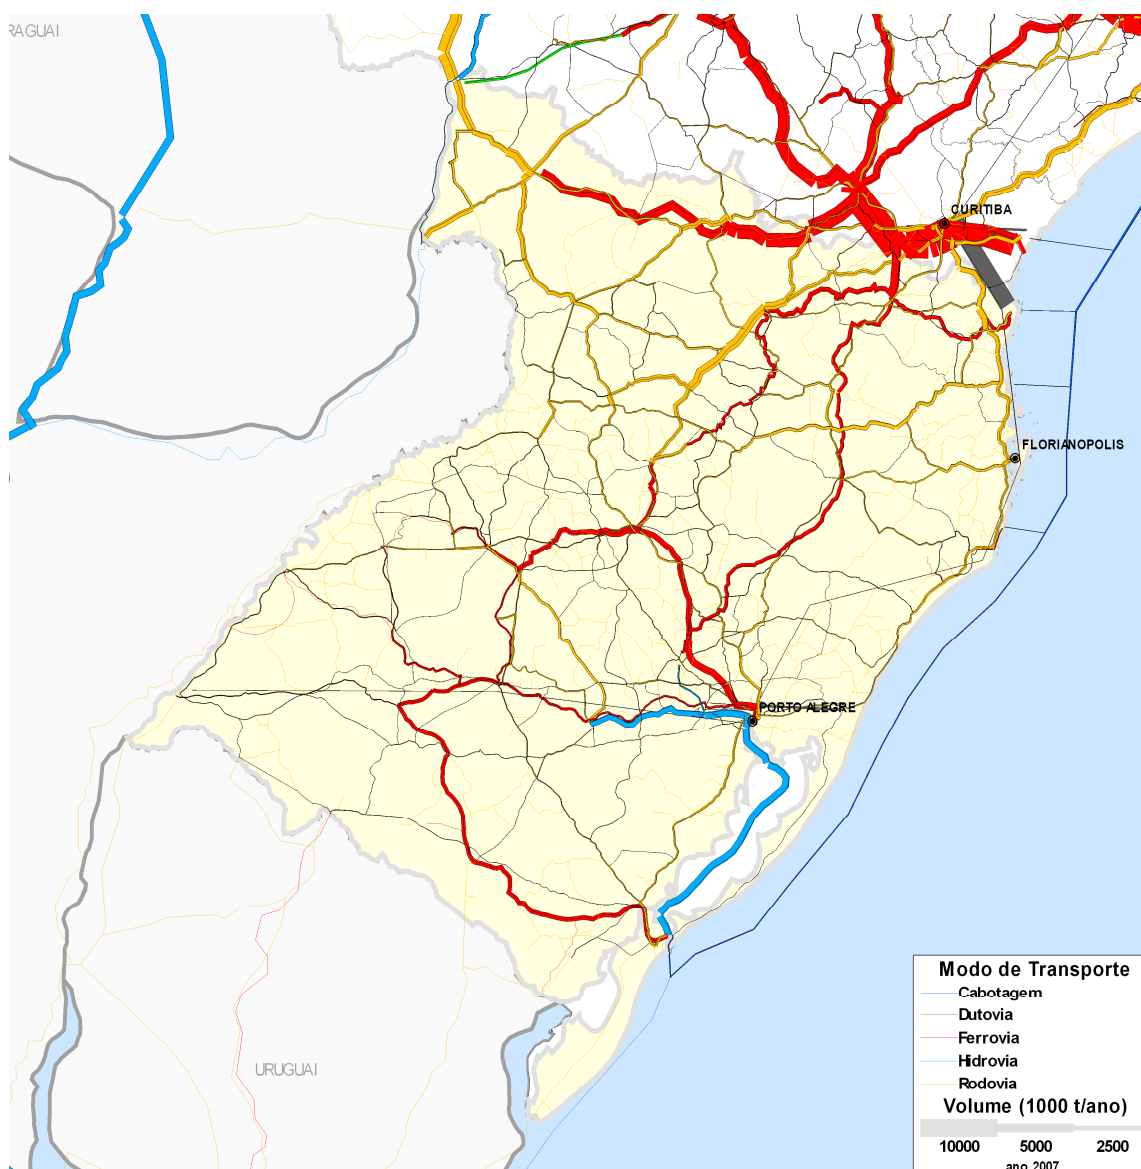 RAGUAI
CURITIBA
FLORIANOPOLIS
PORTO ALEGRE
URUGUAI
Modo de Transporte
Cabotagem
Dutovia
Ferrovia
Hidrovia
Rodovia
Volume (1000 t/ano)
10000 5000 2500
ano 2007